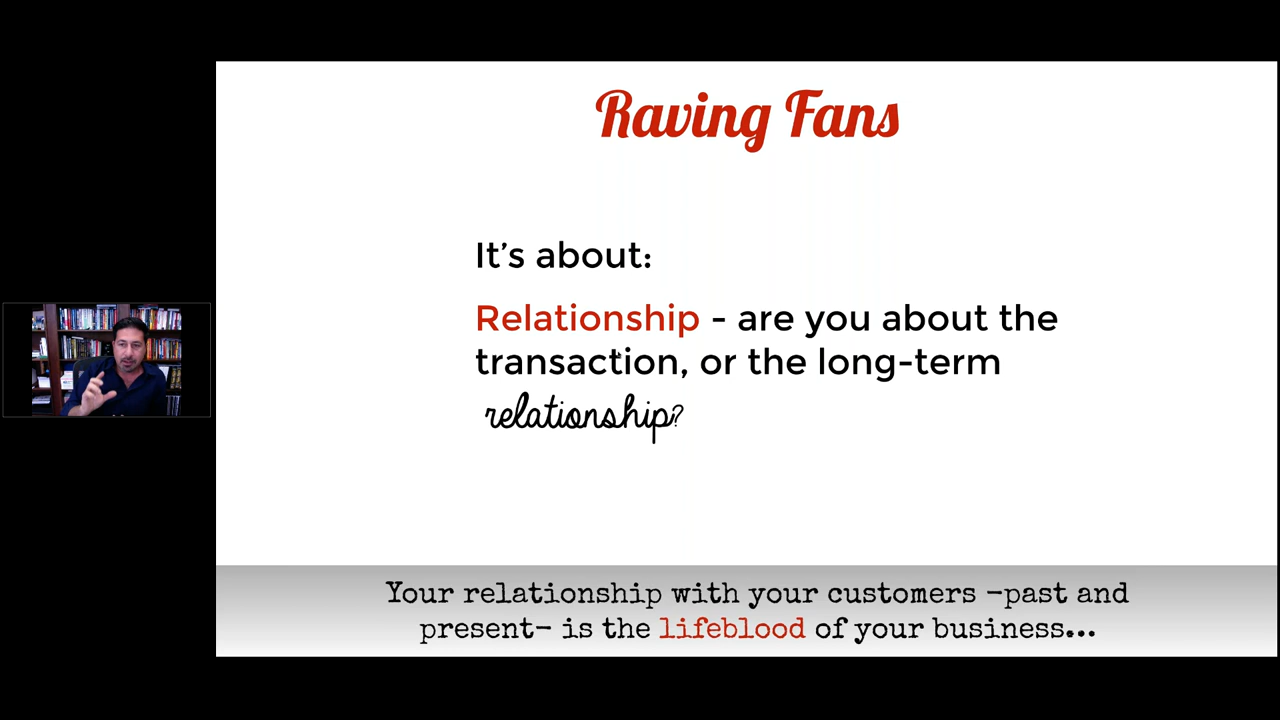 Raving Fans
It's about:
Relationship - are you about the
transaction, or the long-term
relationship?
Your relationship with your customers -past and
present- is the lifeblood of your business...